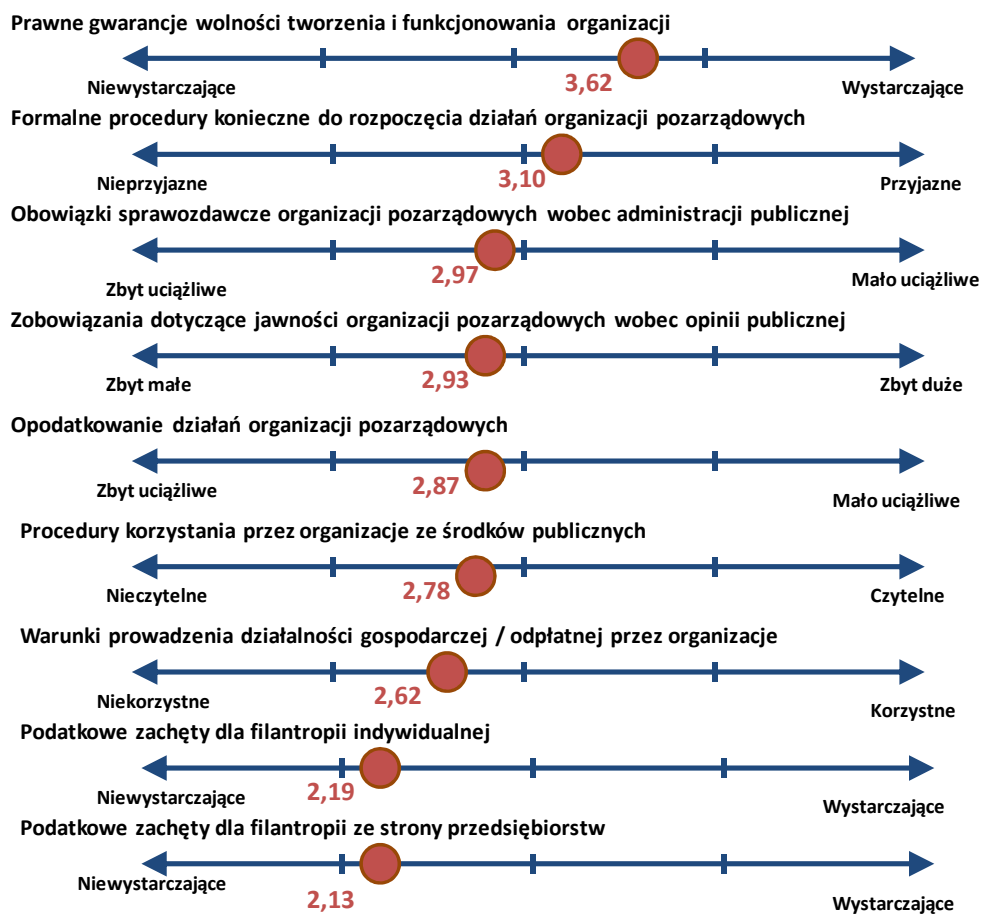 Prawne gwarancje wolności tworzenia i funkcjonowania organizacji
Niewystarczające 3,62 Wystarczające
Formalne procedury konieczne do rozpoczęcia działań organizacji pozarządowych
Nieprzyjazne 3,10 Przyjazne
Obowiązki sprawozdawcze organizacji pozarządowych wobec administracji publicznej
Zbyt uciążliwe 2,97 Mało uciążliwe
Zobowiązania dotyczące jawności organizacji pozarządowych wobec opinii publicznej
Zbyt małe 2,93 Zbyt duże
Opodatkowanie działań organizacji pozarządowych
Zbyt uciążliwe 2,87 Mało uciążliwe
Procedury korzystania przez organizacje ze środków publicznych
Nieczytelne 2,78 Czytelne
Warunki prowadzenia działalności gospodarczej / odpłatnej przez organizacje
Niekorzystne 2,62 Korzystne
Podatkowe zachęty dla filantropii indywidualnej
Niewystarczające 2,19 Wystarczające
Podatkowe zachęty dla filantropii ze strony przedsiębiorstw
Niewystarczające 2,13 Wystarczające